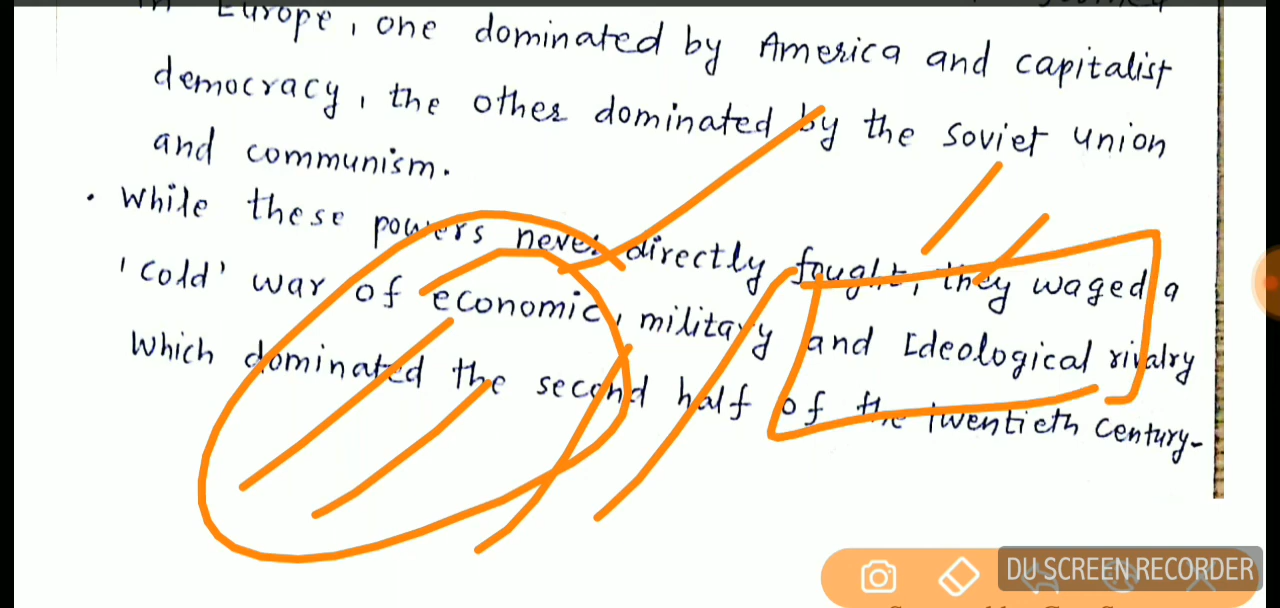 in Europe, one dominated by America and capitalist
democracy, the other dominated by the Soviet union
and communism.
• While these powers never directly fought, they waged a
'cold' war of economic, military and Ideological rivalry
Which dominated the second half of the twentieth century-
DU SCREEN RECORDER